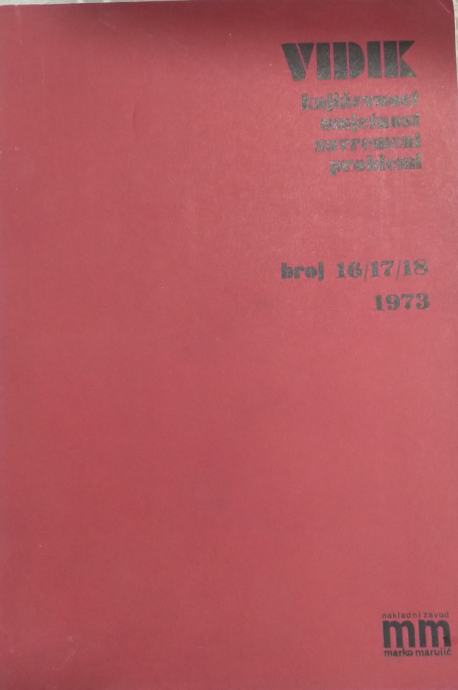 VIDIK
književnost
umjetnost
suvremeni
problemi
broj 16/17/18
1973
nakladni zavod
mm
marko marulić